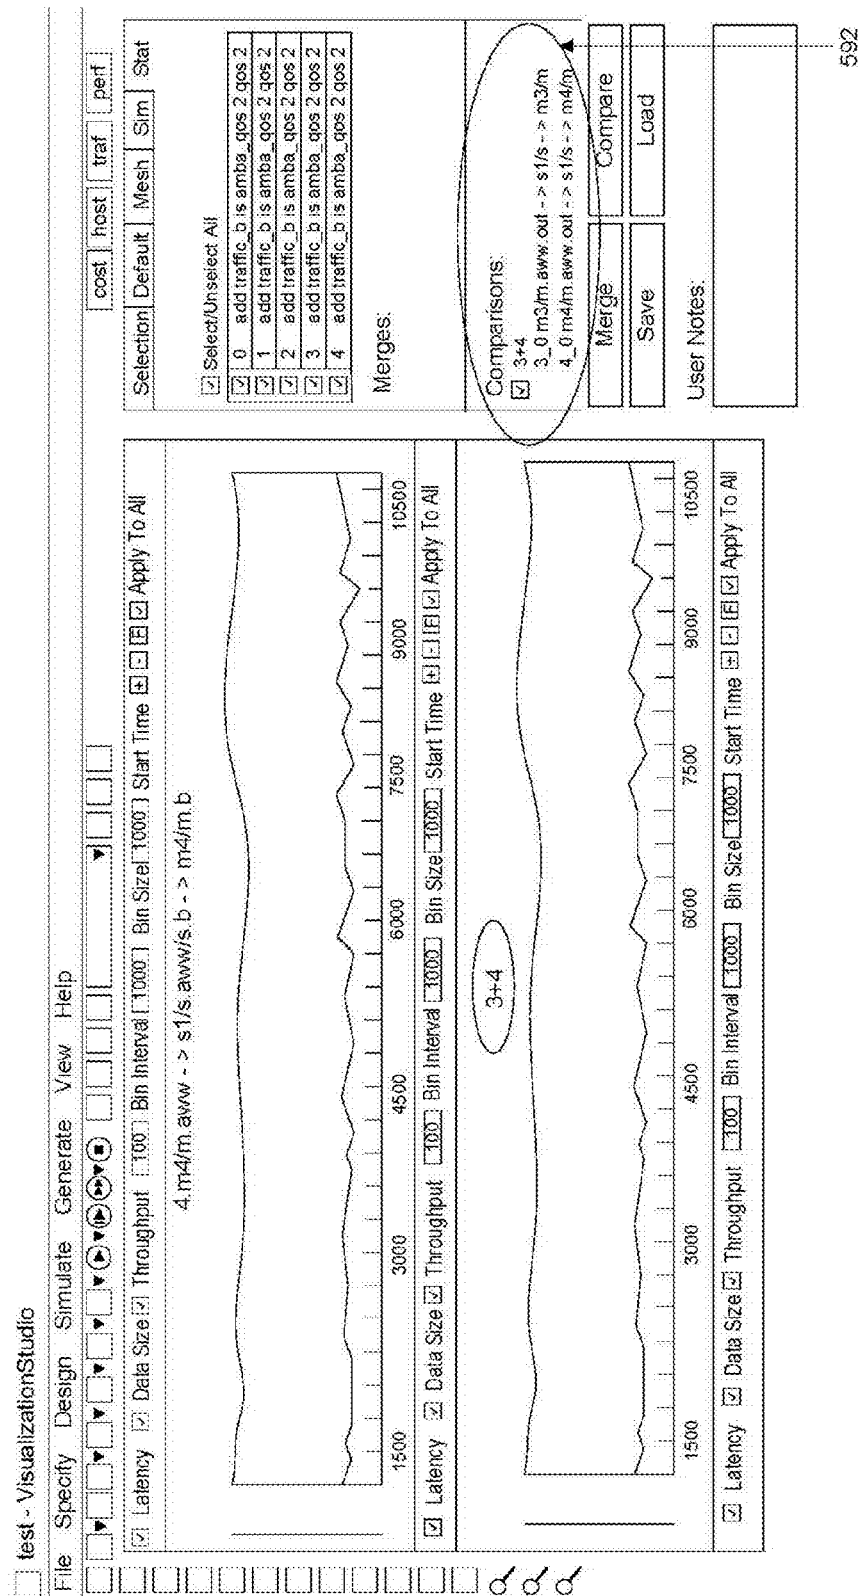 test - VisualizationStudio
File Specify Design Simulate Generate View Help
cost host traf perf
Latency Data Size Throughput 100 Bin Interval 1000 Bin Size 1000 Start Time + - F Apply To All
4.m4/m.aww - > s1/s.aww/s.b - > m4/m.b
1500 3000 4500 6000 7500 9000 10500
Latency Data Size Throughput 100 Bin Interval 1000 Bin Size 1000 Start Time + - F Apply To All
3+4
1500 3000 4500 6000 7500 9000 10500
Latency Data Size Throughput 100 Bin Interval 1000 Bin Size 1000 Start Time + - F Apply To All
Selection Default Mesh Sim Stat
Select/Unselect All
0 add traffic_b is amba_qos 2 qos 2
1 add traffic_b is amba_qos 2 qos 2
2 add traffic_b is amba_qos 2 qos 2
3 add traffic_b is amba_qos 2 qos 2
4 add traffic_b is amba_qos 2 qos 2
Merges:
Comparisons:
3+4
3_0 m3/m.aww.out - > s1/s - > m3/m
4_0 m4/m.aww.out - > s1/s - > m4/m
Merge Compare
Save Load
User Notes:
592